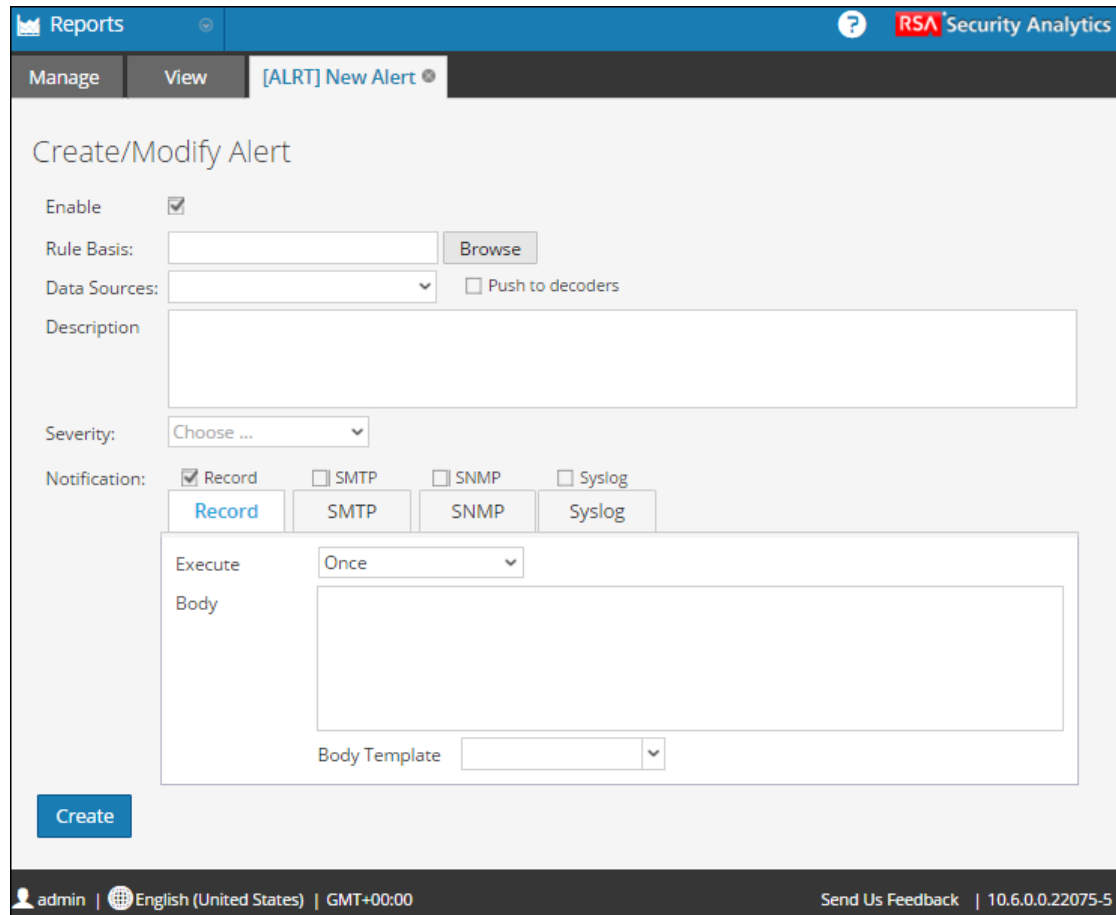 Reports ? RSA Security Analytics
Manage View [ALRT] New Alert
Create/Modify Alert
Enable
Rule Basis: Browse
Data Sources: Push to decoders
Description
Severity: Choose ...
Notification: Record SMTP SNMP Syslog
Record SMTP SNMP Syslog
Execute Once
Body
Body Template
Create
admin | English (United States) | GMT+00:00 Send Us Feedback | 10.6.0.0.22075-5